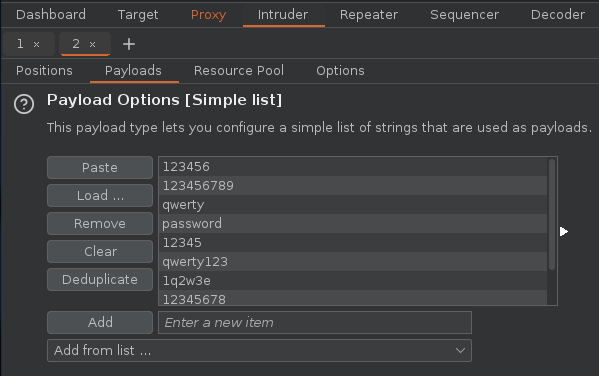 Dashboard Target Proxy Intruder Repeater Sequencer Decoder
1 × 2 × +
Positions Payloads Resource Pool Options
? Payload Options [Simple list]
This payload type lets you configure a simple list of strings that are used as payloads.
Paste
Load ...
Remove
Clear
Deduplicate
123456
123456789
qwerty
password
12345
qwerty123
1q2w3e
12345678
Add Enter a new item
Add from list ...